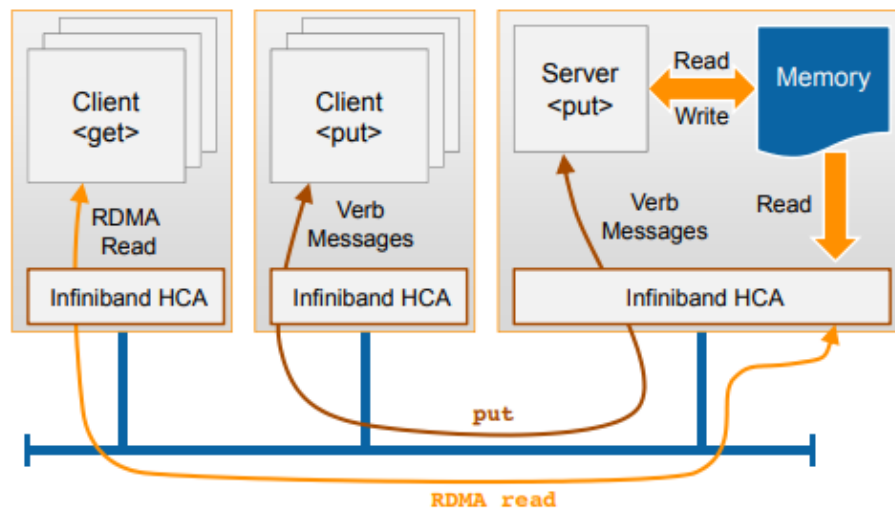 Client
<get>
RDMA
Read
Infiniband HCA
Client
<put>
Verb
Messages
Infiniband HCA
Server
<put>
Read
Write
Memory
Verb
Messages
Read
Infiniband HCA
put
RDMA read